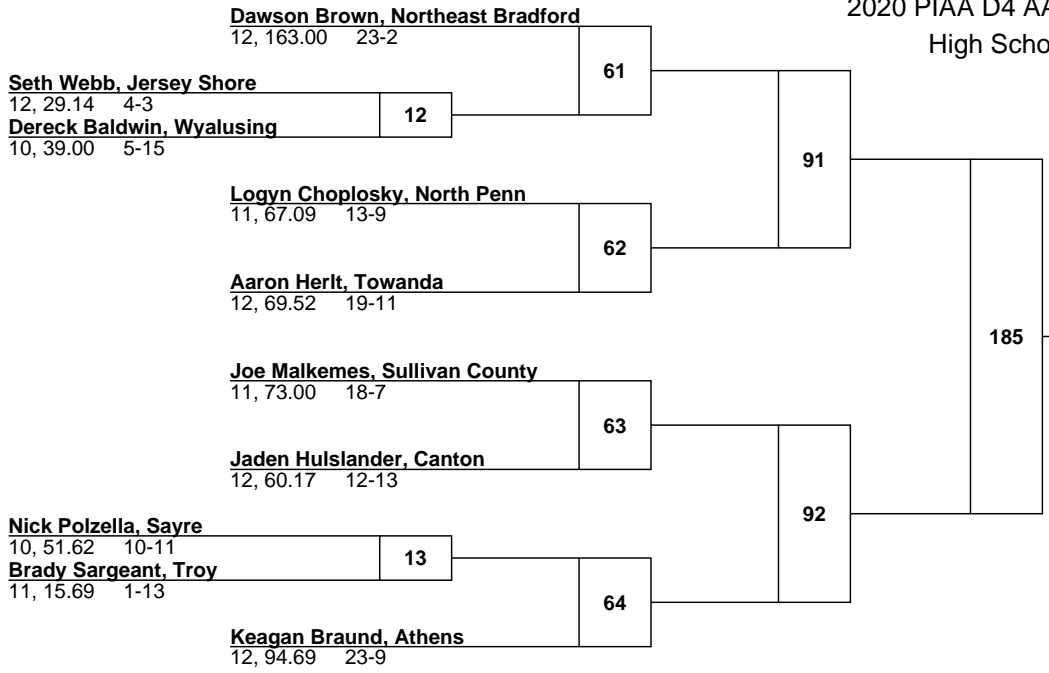 2020 PIAA D4 AA
High Scho
Dawson Brown, Northeast Bradford
12, 163.00 23-2
61
Seth Webb, Jersey Shore
12, 29.14 4-3
12
Dereck Baldwin, Wyalusing
10, 39.00 5-15
91
Logyn Choplosky, North Penn
11, 67.09 13-9
62
Aaron Herlt, Towanda
12, 69.52 19-11
185
Joe Malkemes, Sullivan County
11, 73.00 18-7
63
Jaden Hulslander, Canton
12, 60.17 12-13
92
Nick Polzella, Sayre
10, 51.62 10-11
13
Brady Sargeant, Troy
11, 15.69 1-13
64
Keagan Braund, Athens
12, 94.69 23-9